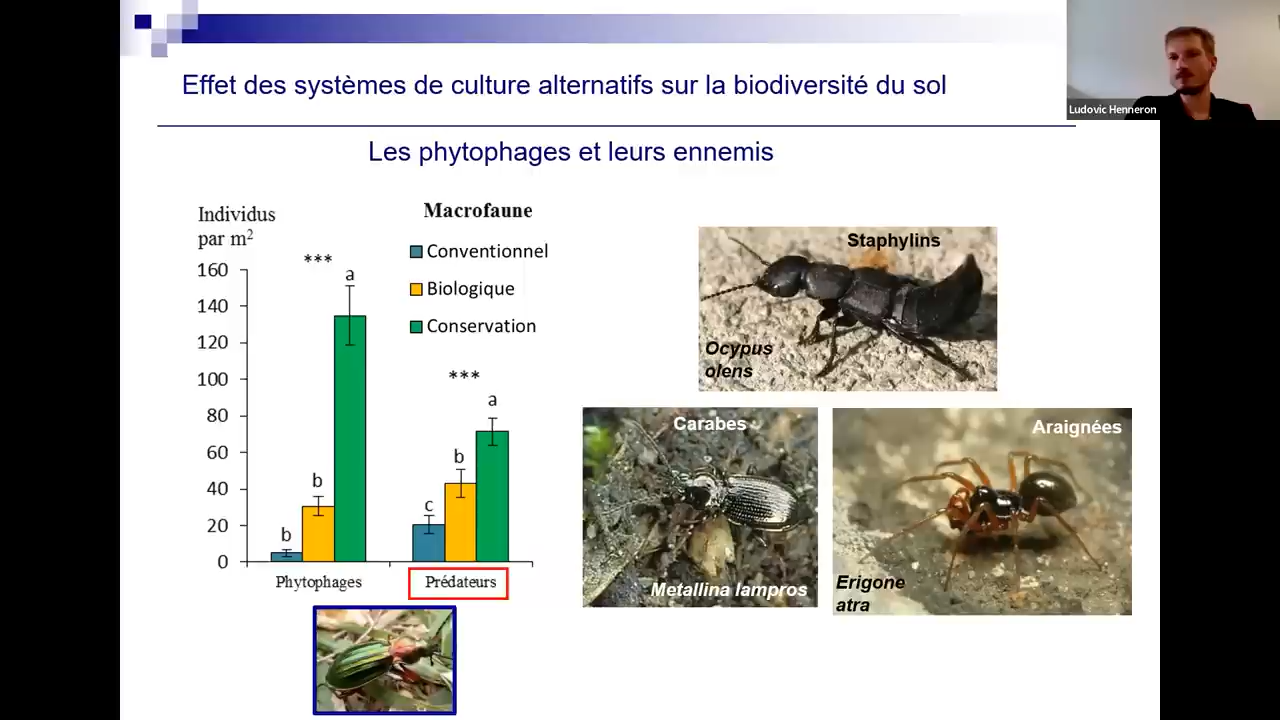 Ludovic Henneron
Effet des systèmes de culture alternatifs sur la biodiversité du sol
Les phytophages et leurs ennemis
Individus
par m²
Macrofaune
Conventionnel
Biologique
Conservation
160
140
120
100
80
60
40
20
0
***
a
b
b
***
a
b
c
Phytophages
Prédateurs
Staphylins
Ocypus
olens
Carabes
Metallina lampros
Araignées
Erigone
atra